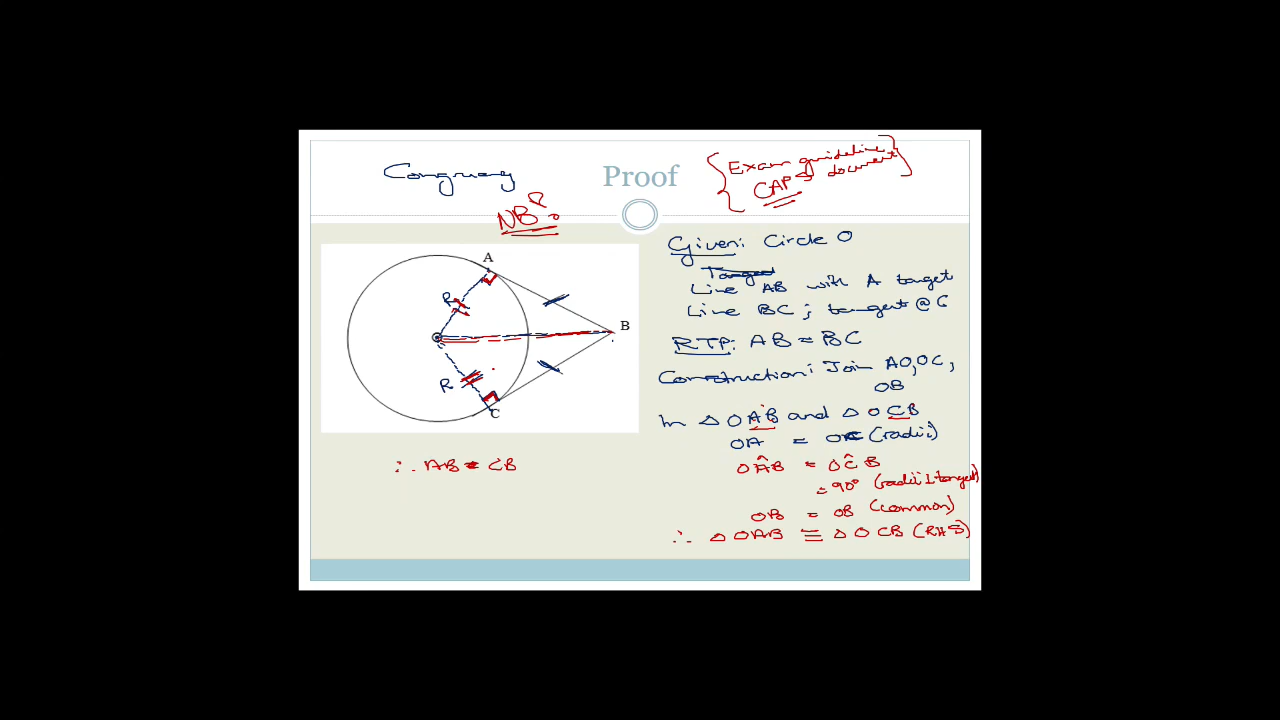 Congruency
Proof
{Exam guideline}
CAPS document
NB!
Given: Circle O
Line AB with A tangent
Line BC; tangent @ C
RTP: AB = BC
Construction: Join AO, OC,
OB
In △OAB and △OCB
OA = OC (radii)
OÂB = OĈB
= 90° (radii ⊥ tangent)
OB = OB (common)
∴ △OAB ≡ △OCB (RHS)
A
R
B
R
C
∴ AB = CB